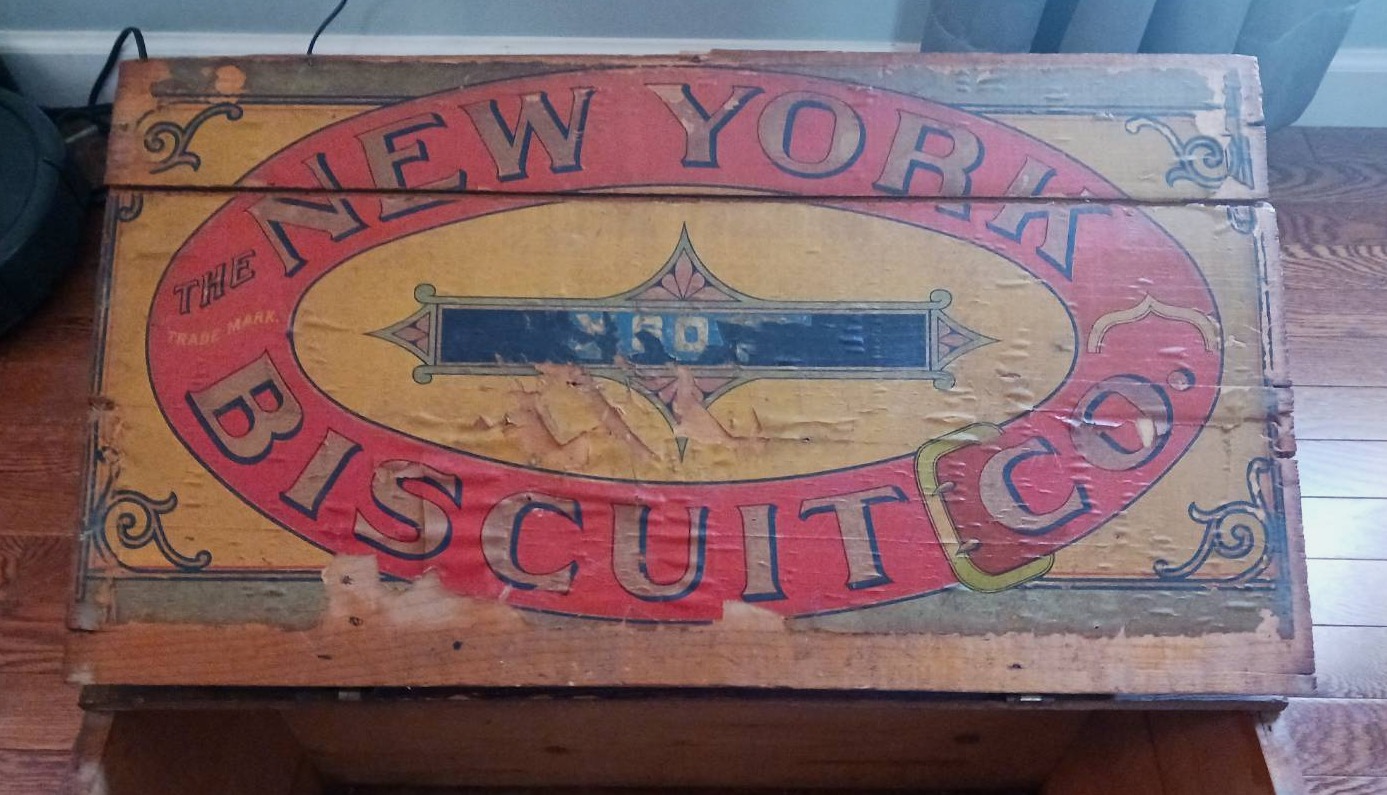 THE
NEW YORK
TRADE MARK.
BISCUIT CO.